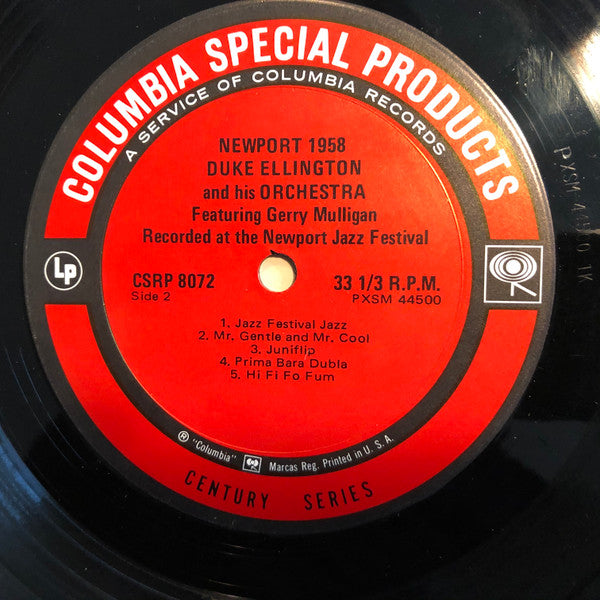 COLUMBIA SPECIAL PRODUCTS
A SERVICE OF COLUMBIA RECORDS
NEWPORT 1958
DUKE ELLINGTON
and his ORCHESTRA
Featuring Gerry Mulligan
Recorded at the Newport Jazz Festival
LP
CSRP 8072
33 1/3 R.P.M.
Side 2
PXSM 44500
1. Jazz Festival Jazz
2. Mr. Gentle and Mr. Cool
3. Juniflip
4. Prima Bara Dubla
5. Hi Fi Fo Fum
® "Columbia" Marcas Reg. Printed in U. S. A.
CENTURY SERIES
PXSM